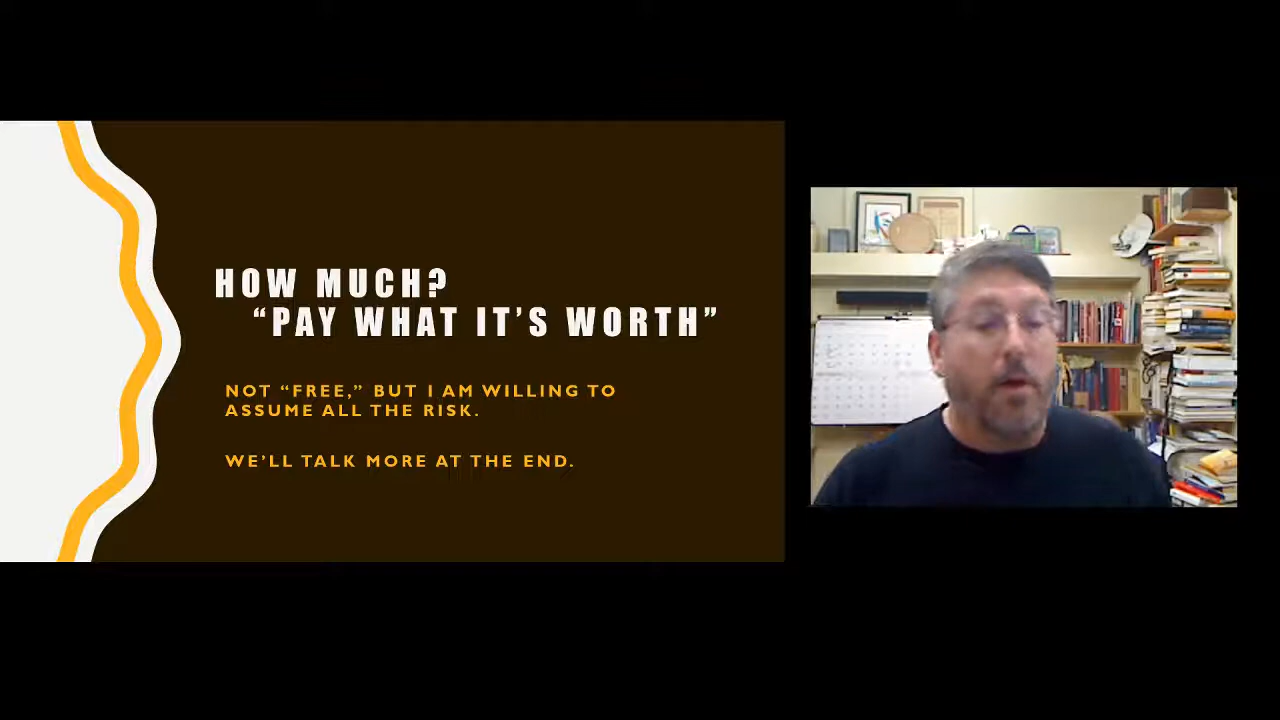 HOW MUCH?
“PAY WHAT IT’S WORTH”
NOT “FREE,” BUT I AM WILLING TO
ASSUME ALL THE RISK.
WE’LL TALK MORE AT THE END.